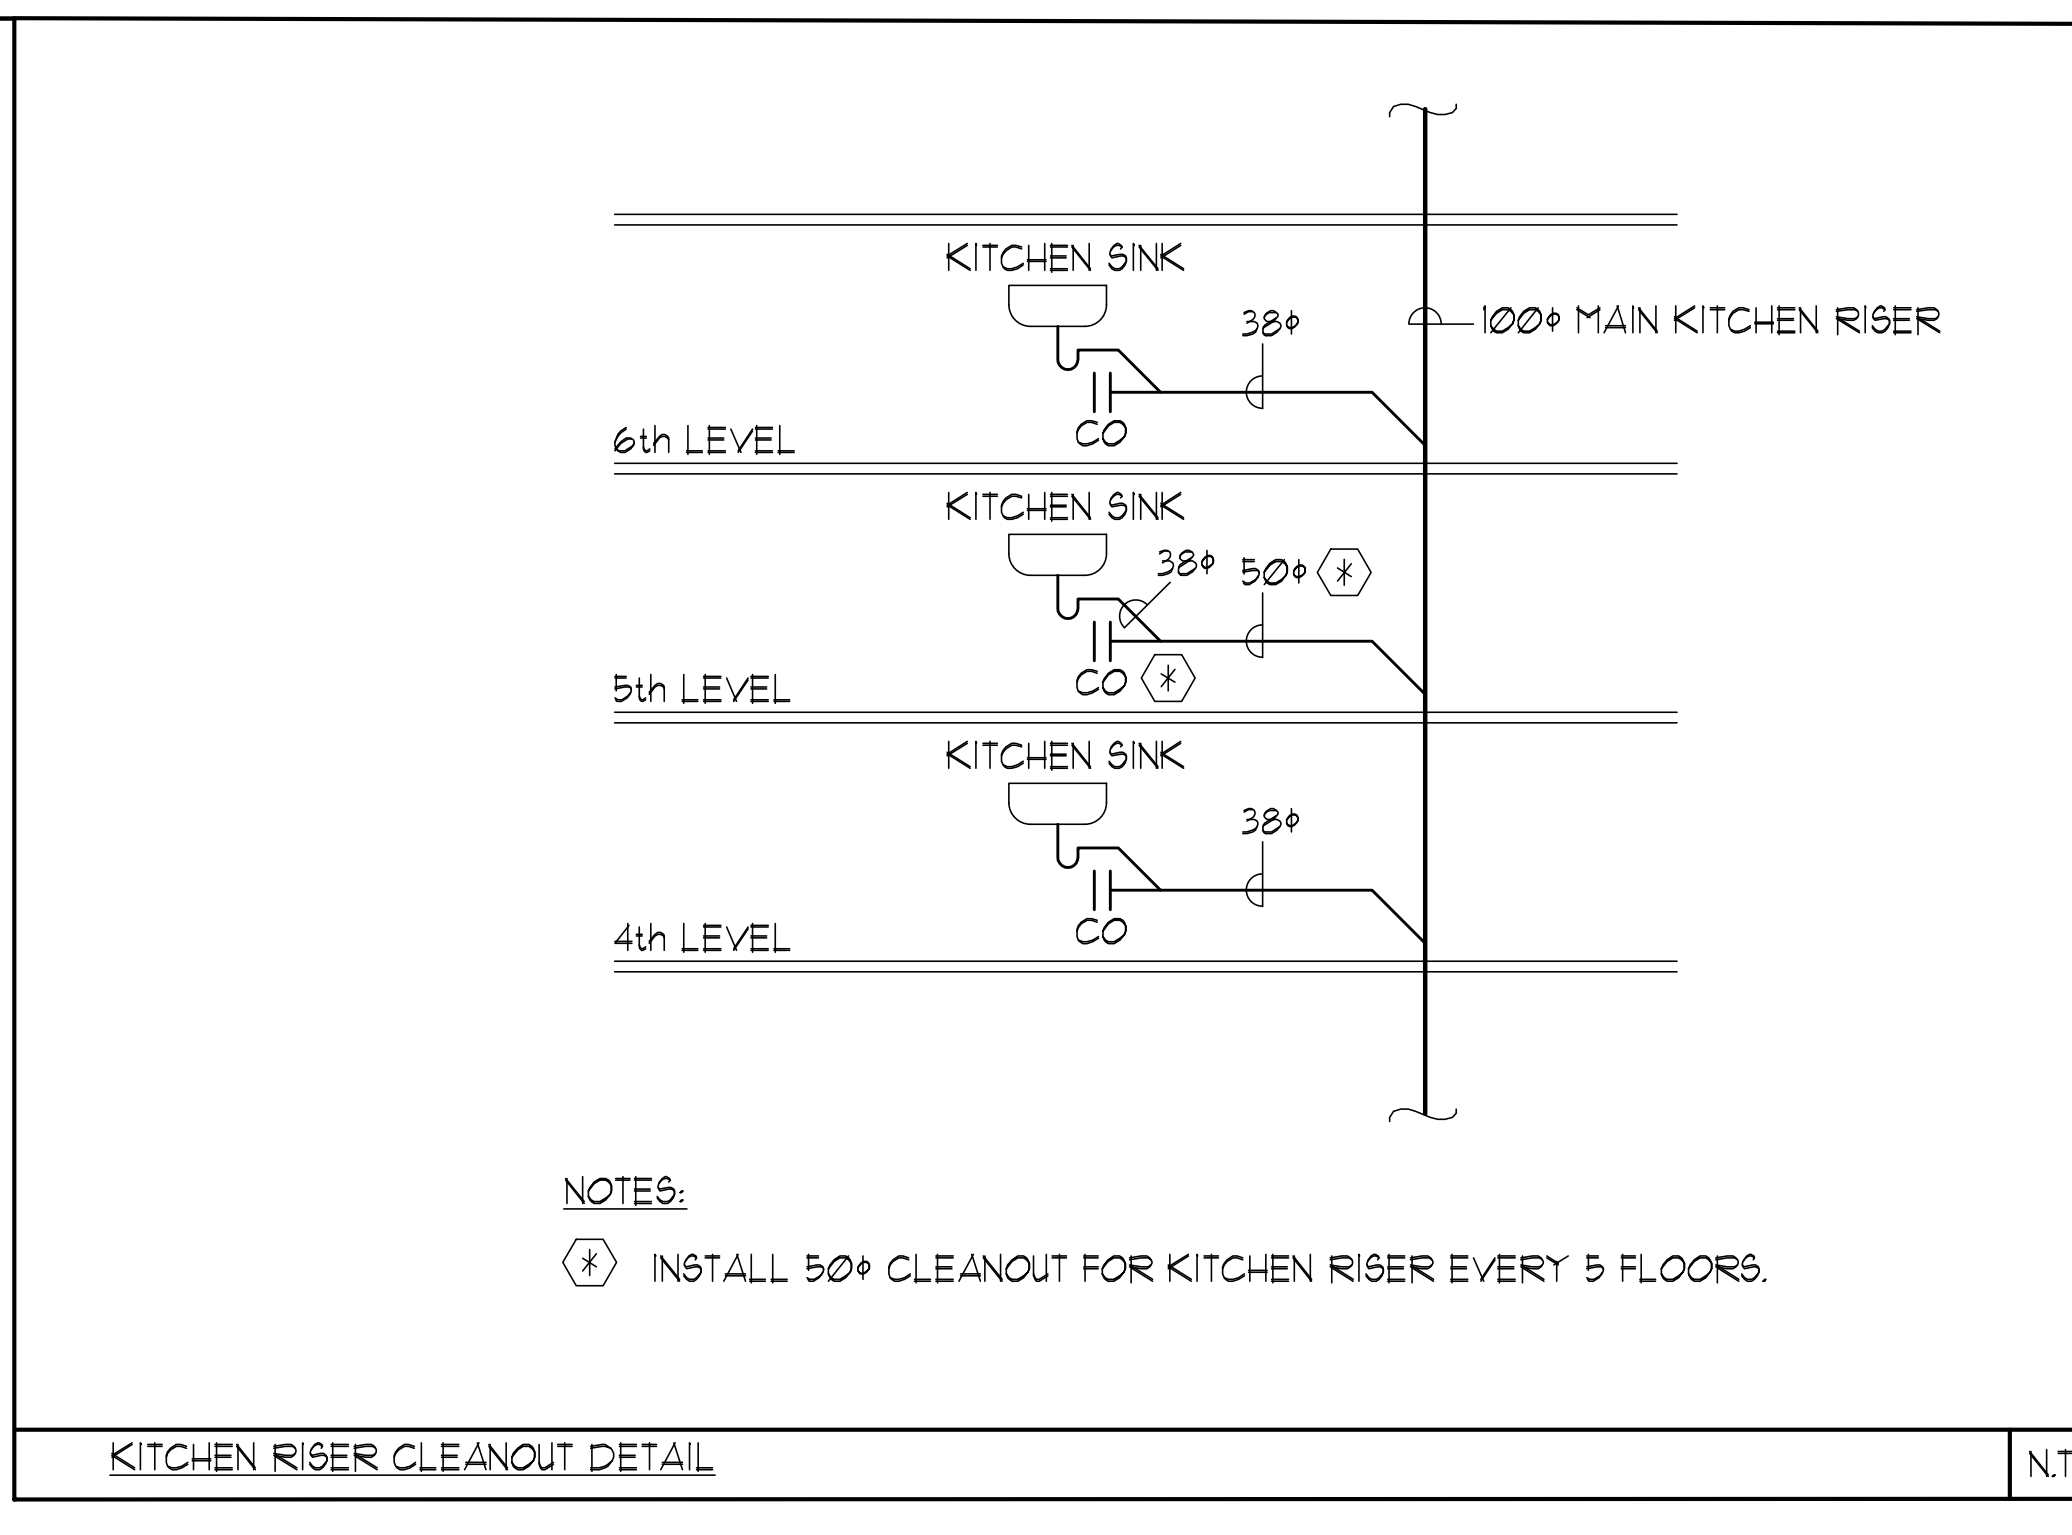 KITCHEN SINK
38ϕ
100ϕ MAIN KITCHEN RISER
CO
6th LEVEL
KITCHEN SINK
38ϕ
50ϕ *
CO *
5th LEVEL
KITCHEN SINK
38ϕ
CO
4th LEVEL
NOTES:
* INSTALL 50ϕ CLEANOUT FOR KITCHEN RISER EVERY 5 FLOORS.
KITCHEN RISER CLEANOUT DETAIL